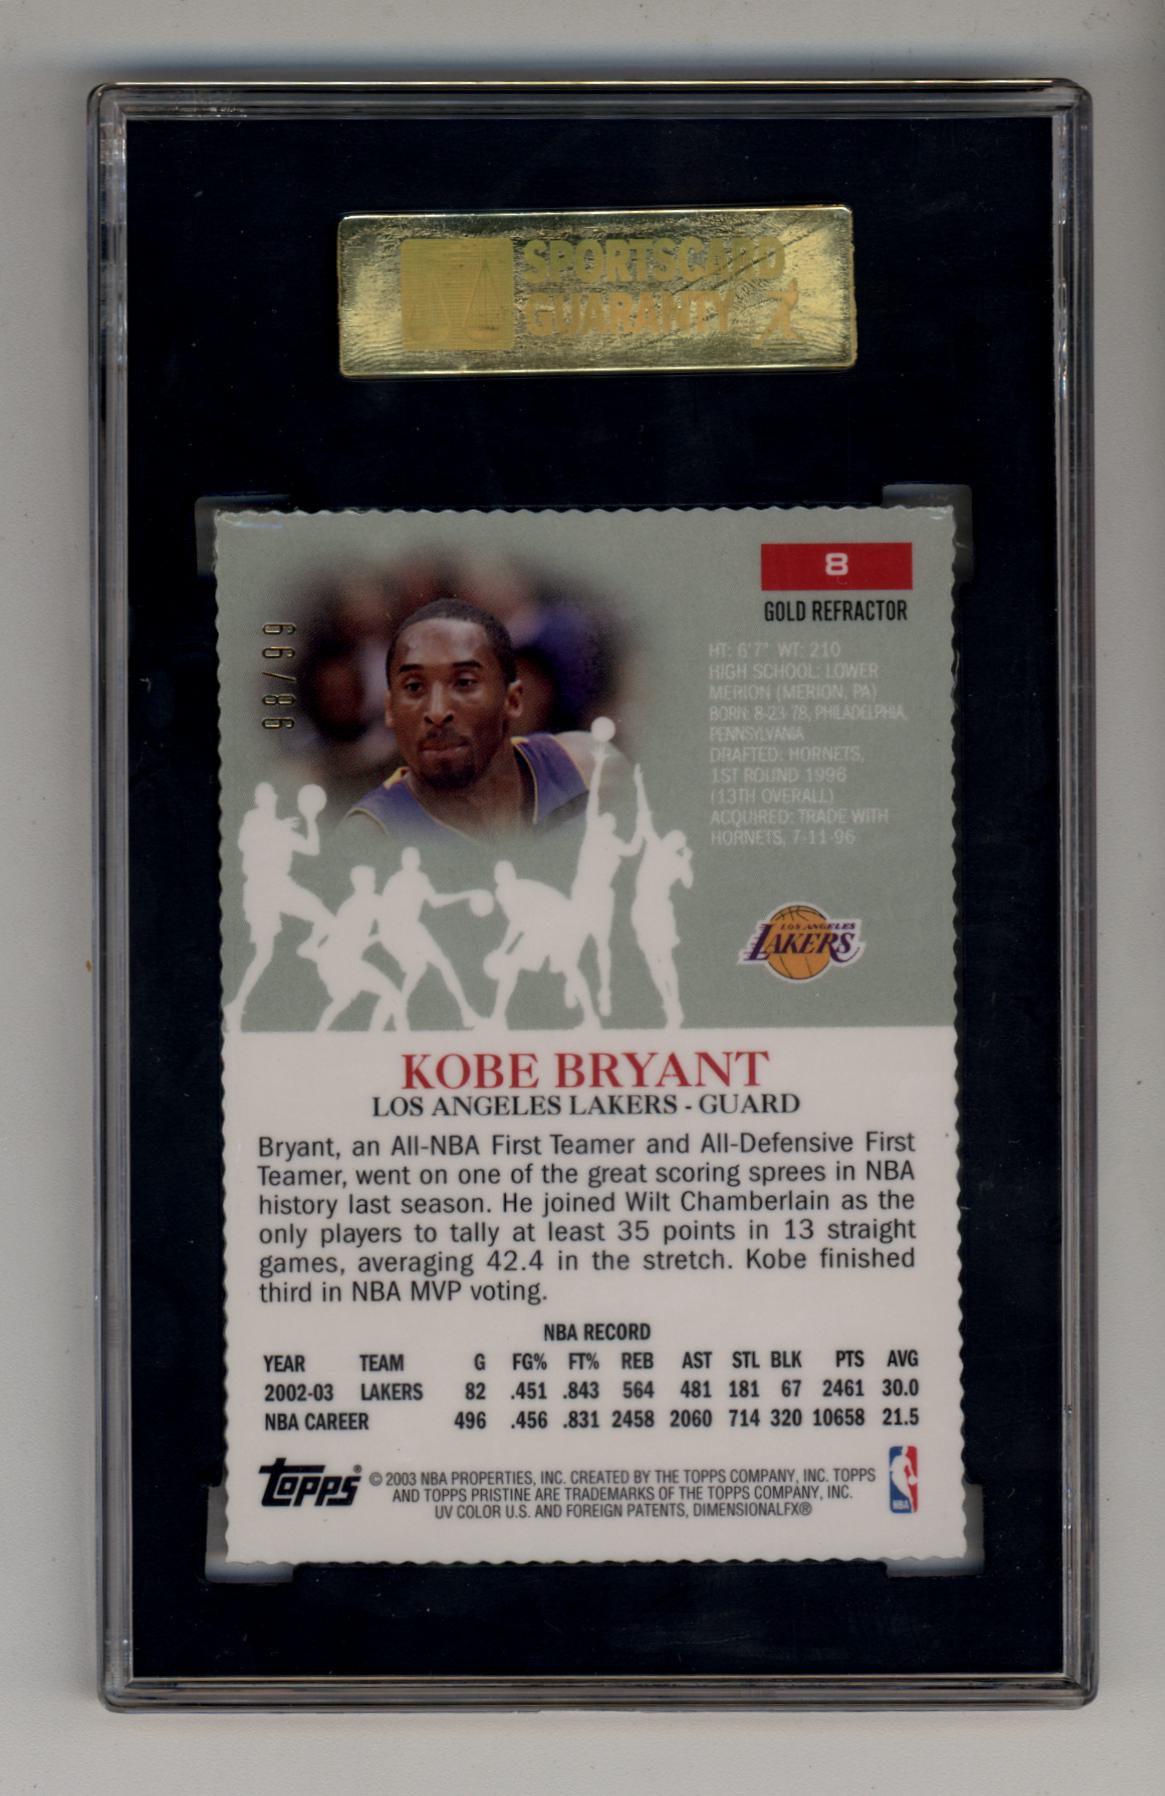 SPORTSCARD
GUARANTY
8
GOLD REFRACTOR
98/99
HT: 6'7" WT: 210
HIGH SCHOOL: LOWER
MERION (MERION, PA)
BORN: 8-23-78, PHILADELPHIA,
PENNSYLVANIA
DRAFTED: HORNETS,
1ST ROUND 1996
(13TH OVERALL)
ACQUIRED: TRADE WITH
HORNETS, 7-11-96
LOS ANGELES
LAKERS
KOBE BRYANT
LOS ANGELES LAKERS - GUARD
Bryant, an All-NBA First Teamer and All-Defensive First
Teamer, went on one of the great scoring sprees in NBA
history last season. He joined Wilt Chamberlain as the
only players to tally at least 35 points in 13 straight
games, averaging 42.4 in the stretch. Kobe finished
third in NBA MVP voting.
NBA RECORD
YEAR TEAM G FG% FT% REB AST STL BLK PTS AVG
2002-03 LAKERS 82 .451 .843 564 481 181 67 2461 30.0
NBA CAREER 496 .456 .831 2458 2060 714 320 10658 21.5
Topps® © 2003 NBA PROPERTIES, INC. CREATED BY THE TOPPS COMPANY, INC. TOPPS
AND TOPPS PRISTINE ARE TRADEMARKS OF THE TOPPS COMPANY, INC.
UV COLOR U.S. AND FOREIGN PATENTS, DIMENSIONALFX®
NBA